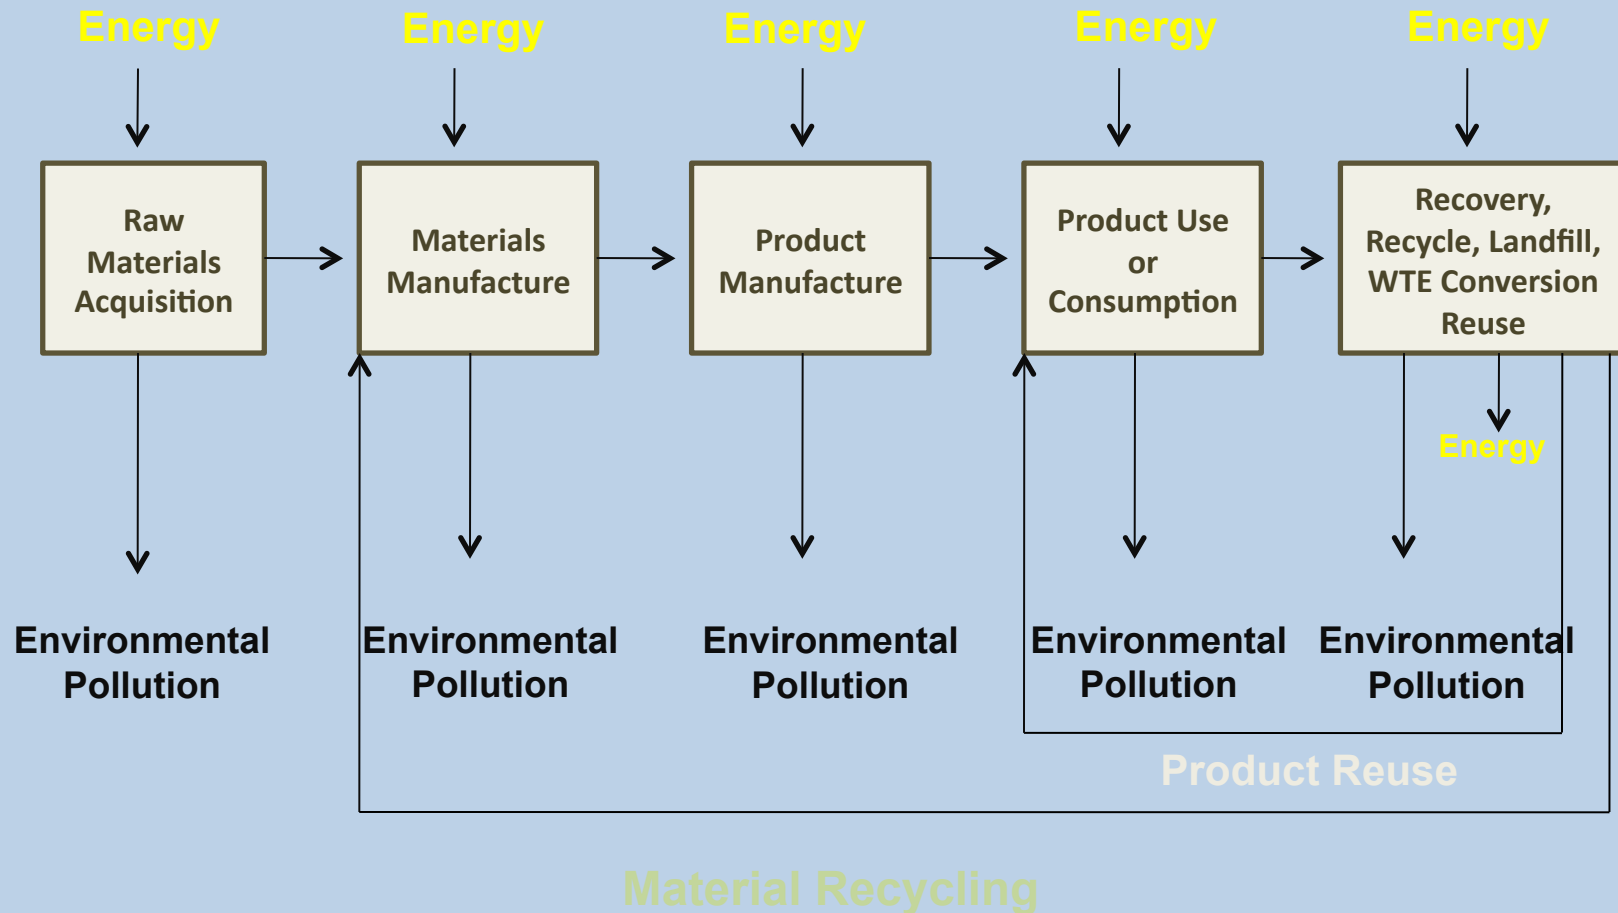 Energy
Energy
Energy
Energy
Energy
Raw
Materials
Acquisition
Materials
Manufacture
Product
Manufacture
Product Use
or
Consumption
Recovery,
Recycle, Landfill,
WTE Conversion
Reuse
Energy
Environmental
Pollution
Environmental
Pollution
Environmental
Pollution
Environmental
Pollution
Environmental
Pollution
Product Reuse
Material Recycling